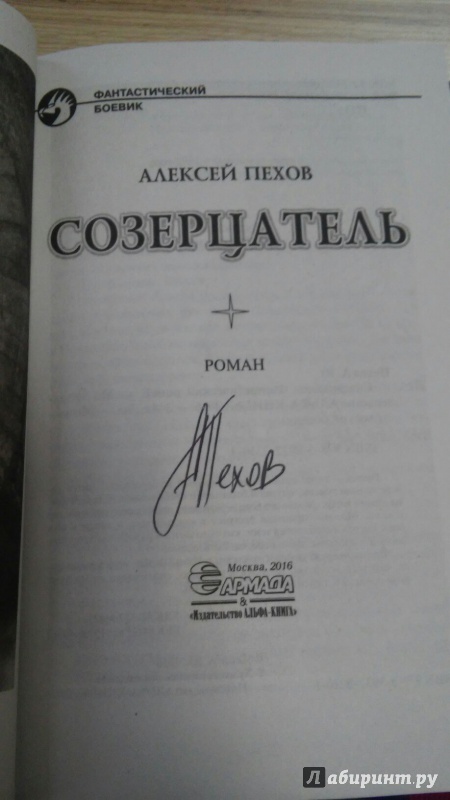 ФАНТАСТИЧЕСКИЙ
БОЕВИК
АЛЕКСЕЙ ПЕХОВ
СОЗЕРЦАТЕЛЬ
РОМАН
АПехов
Москва, 2016
АРМАДА
&
«Издательство АЛЬФА-КНИГА»
Лабиринт.ру